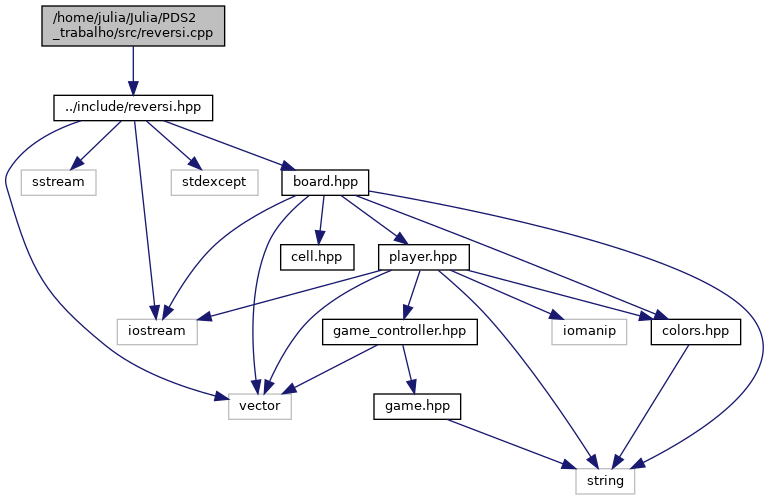 /home/julia/Julia/PDS2
_trabalho/src/reversi.cpp
../include/reversi.hpp
sstream
stdexcept
board.hpp
cell.hpp
player.hpp
iostream
game_controller.hpp
iomanip
colors.hpp
vector
game.hpp
string